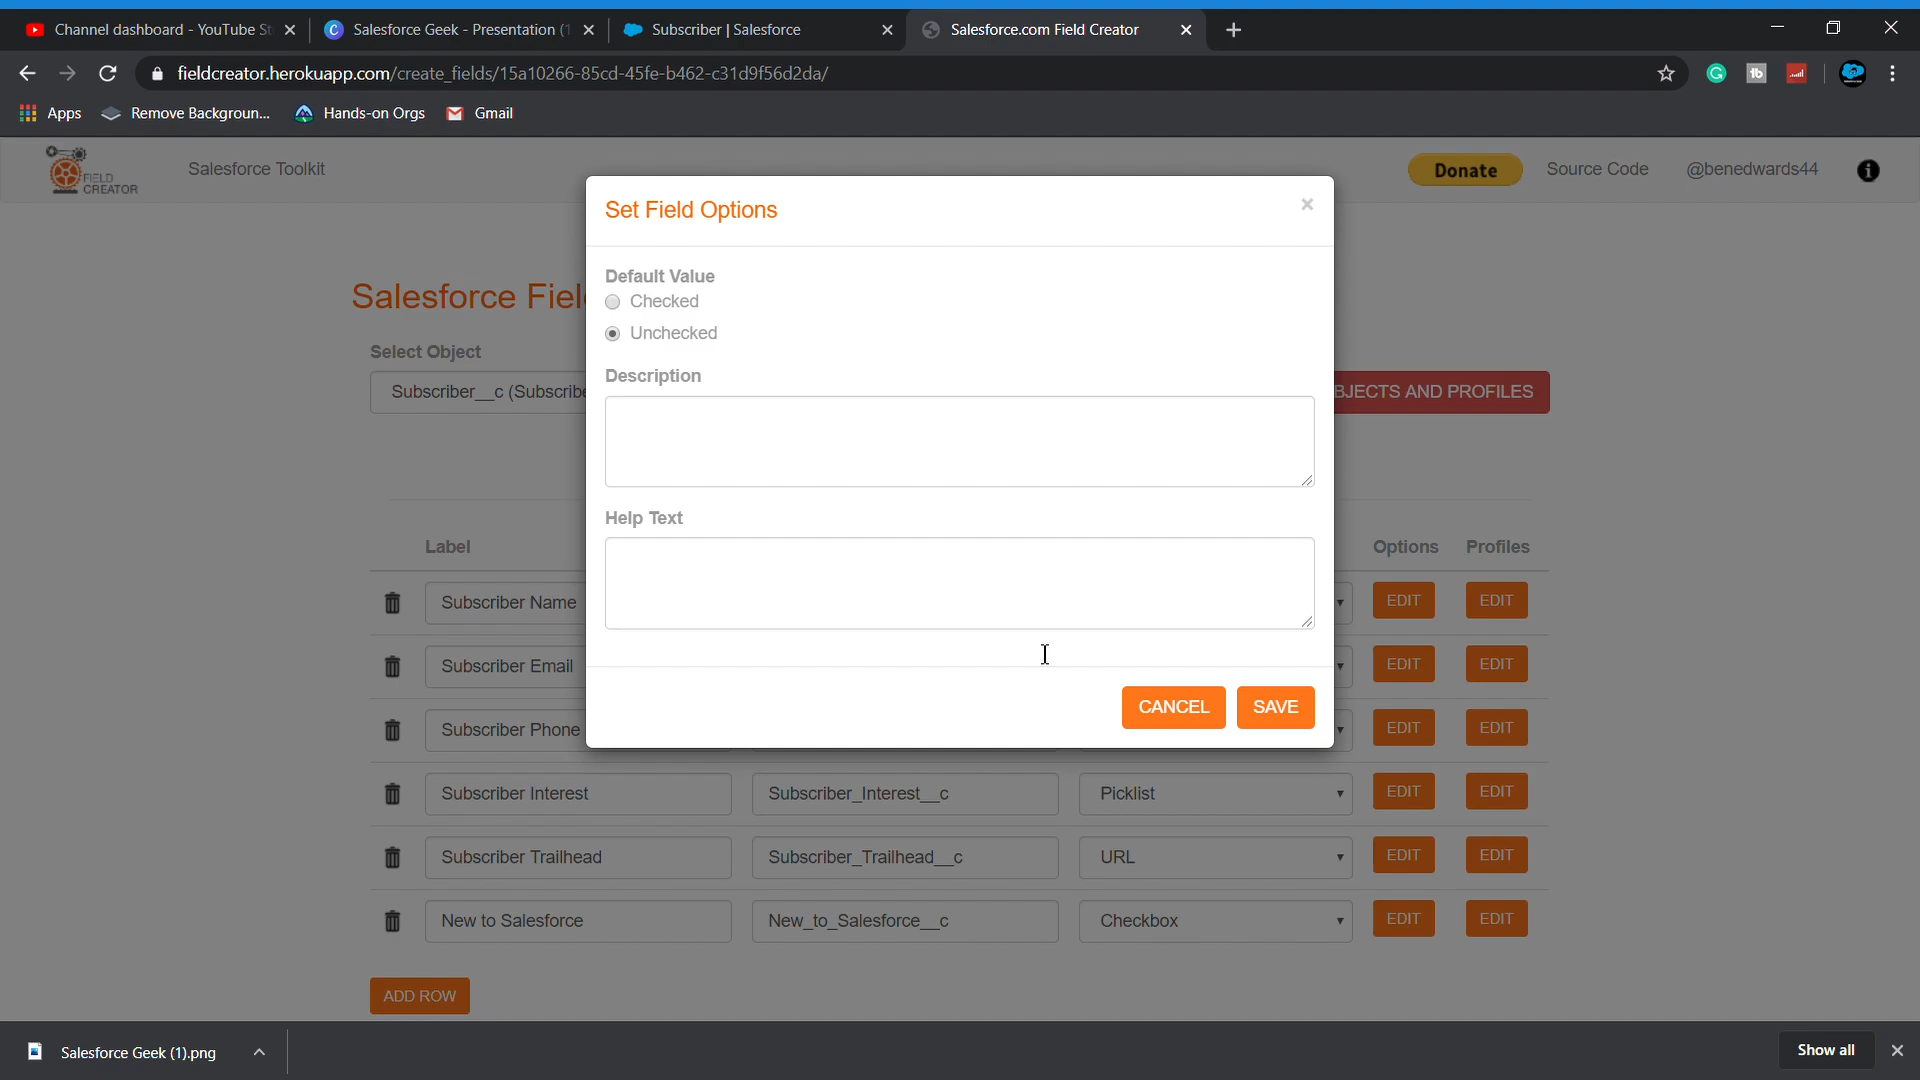 Channel dashboard - YouTube St
Salesforce Geek - Presentation (1
Subscriber | Salesforce
Salesforce.com Field Creator
fieldcreator.herokuapp.com/create_fields/15a10266-85cd-45fe-b462-c31d9f56d2da/
Apps
Remove Backgroun...
Hands-on Orgs
Gmail
FIELD CREATOR
Salesforce Toolkit
Donate
Source Code
@benedwards44
Set Field Options
×
Default Value
Checked
Unchecked
Description
Help Text
CANCEL
SAVE
Salesforce Fiel
Select Object
Subscriber__c (Subscribe
BJECTS AND PROFILES
Label
Options
Profiles
Subscriber Name
EDIT
EDIT
Subscriber Email
EDIT
EDIT
Subscriber Phone
EDIT
EDIT
Subscriber Interest
Subscriber_Interest__c
Picklist
EDIT
EDIT
Subscriber Trailhead
Subscriber_Trailhead__c
URL
EDIT
EDIT
New to Salesforce
New_to_Salesforce__c
Checkbox
EDIT
EDIT
ADD ROW
Salesforce Geek (1).png
Show all